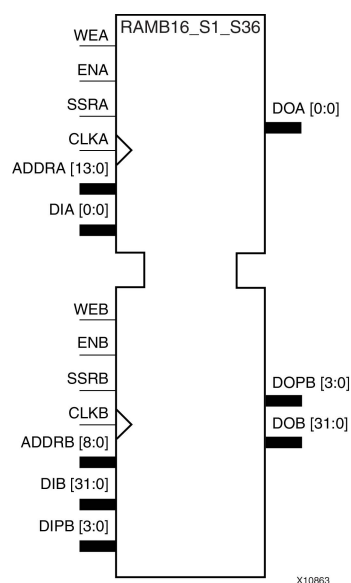 RAMB16_S1_S36
WEA
ENA
SSRA
CLKA
ADDRA [13:0]
DIA [0:0]
DOA [0:0]
WEB
ENB
SSRB
CLKB
ADDRB [8:0]
DIB [31:0]
DIPB [3:0]
DOPB [3:0]
DOB [31:0]
X10863